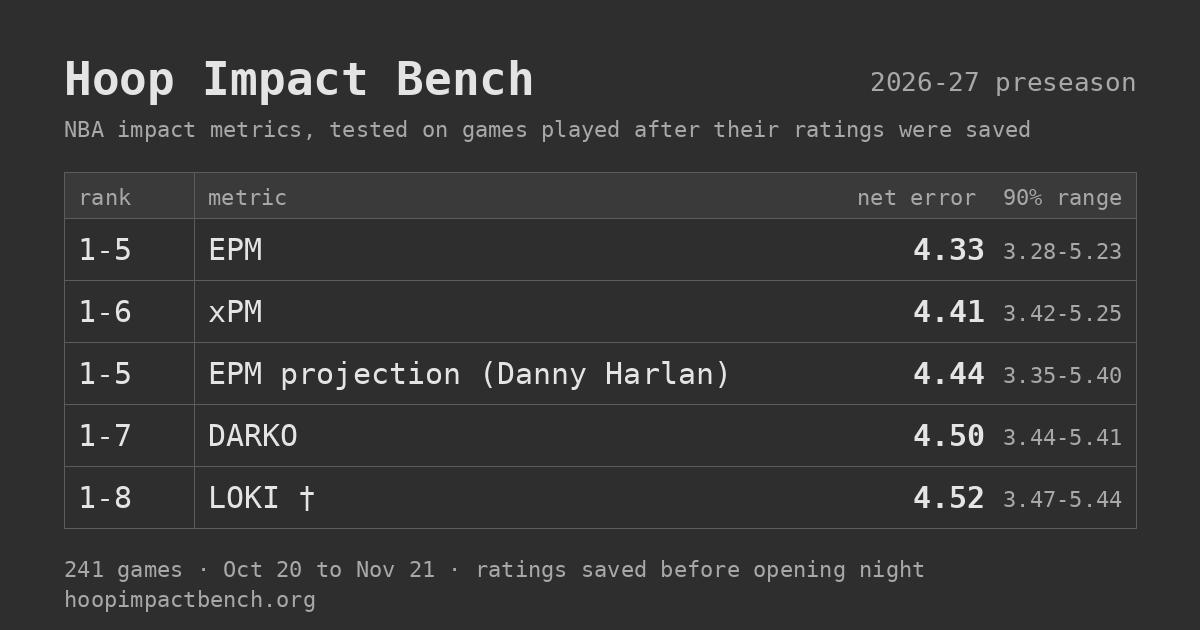 Hoop Impact Bench 2026-27 preseason
NBA impact metrics, tested on games played after their ratings were saved
rank metric net error 90% range
1-5 EPM 4.33 3.28-5.23
1-6 xPM 4.41 3.42-5.25
1-5 EPM projection (Danny Harlan) 4.44 3.35-5.40
1-7 DARKO 4.50 3.44-5.41
1-8 LOKI † 4.52 3.47-5.44
241 games · Oct 20 to Nov 21 · ratings saved before opening night
hoopimpactbench.org